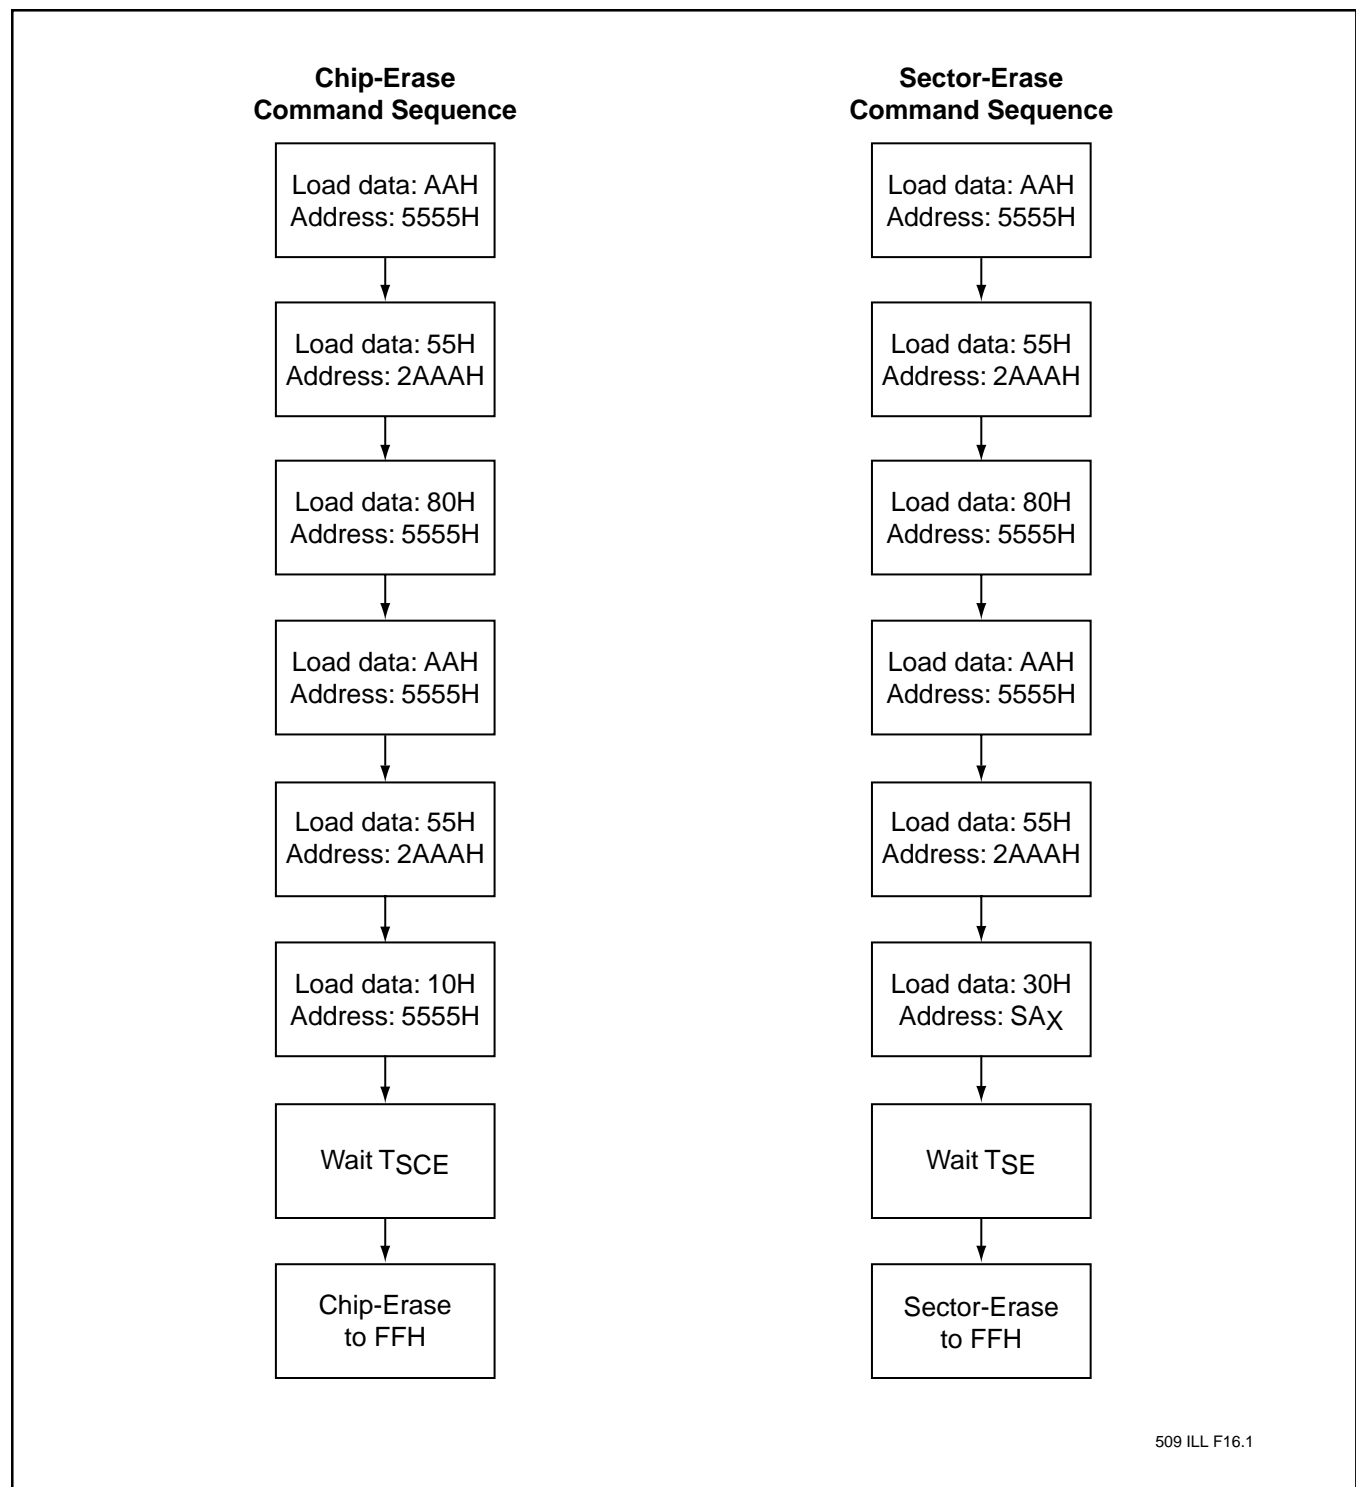 Chip-Erase
Command Sequence
Load data: AAH
Address: 5555H
Load data: 55H
Address: 2AAAH
Load data: 80H
Address: 5555H
Load data: AAH
Address: 5555H
Load data: 55H
Address: 2AAAH
Load data: 10H
Address: 5555H
Wait TSCE
Chip-Erase
to FFH
Sector-Erase
Command Sequence
Load data: AAH
Address: 5555H
Load data: 55H
Address: 2AAAH
Load data: 80H
Address: 5555H
Load data: AAH
Address: 5555H
Load data: 55H
Address: 2AAAH
Load data: 30H
Address: SAX
Wait TSE
Sector-Erase
to FFH
509 ILL F16.1